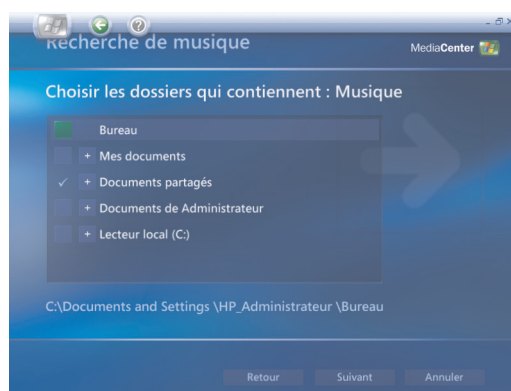 Recherche de musique
MediaCenter
Choisir les dossiers qui contiennent : Musique
Bureau
+ Mes documents
+ Documents partagés
+ Documents de Administrateur
+ Lecteur local (C:)
C:\Documents and Settings \HP_Administrateur \Bureau
Retour Suivant Annuler